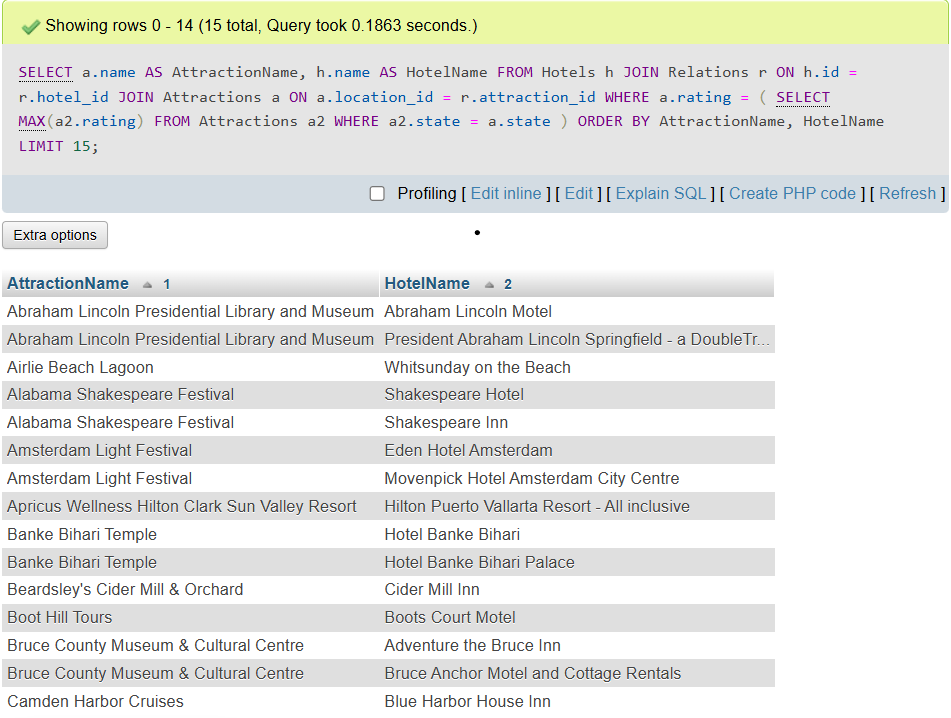 Showing rows 0 - 14 (15 total, Query took 0.1863 seconds.)
SELECT a.name AS AttractionName, h.name AS HotelName FROM Hotels h JOIN Relations r ON h.id =
r.hotel_id JOIN Attractions a ON a.location_id = r.attraction_id WHERE a.rating = ( SELECT
MAX(a2.rating) FROM Attractions a2 WHERE a2.state = a.state ) ORDER BY AttractionName, HotelName
LIMIT 15;
Profiling [ Edit inline ] [ Edit ] [ Explain SQL ] [ Create PHP code ] [ Refresh ]
Extra options
AttractionName 1 HotelName 2
Abraham Lincoln Presidential Library and Museum Abraham Lincoln Motel
Abraham Lincoln Presidential Library and Museum President Abraham Lincoln Springfield - a DoubleTr...
Airlie Beach Lagoon Whitsunday on the Beach
Alabama Shakespeare Festival Shakespeare Hotel
Alabama Shakespeare Festival Shakespeare Inn
Amsterdam Light Festival Eden Hotel Amsterdam
Amsterdam Light Festival Movenpick Hotel Amsterdam City Centre
Apricus Wellness Hilton Clark Sun Valley Resort Hilton Puerto Vallarta Resort - All inclusive
Banke Bihari Temple Hotel Banke Bihari
Banke Bihari Temple Hotel Banke Bihari Palace
Beardsley's Cider Mill & Orchard Cider Mill Inn
Boot Hill Tours Boots Court Motel
Bruce County Museum & Cultural Centre Adventure the Bruce Inn
Bruce County Museum & Cultural Centre Bruce Anchor Motel and Cottage Rentals
Camden Harbor Cruises Blue Harbor House Inn